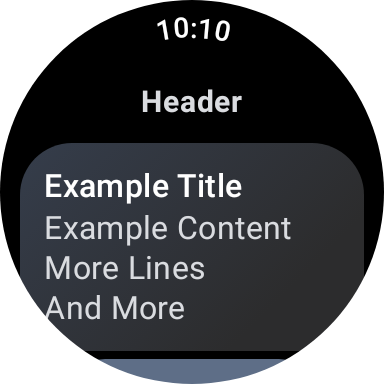 10:10
Header
Example Title
Example Content
More Lines
And More